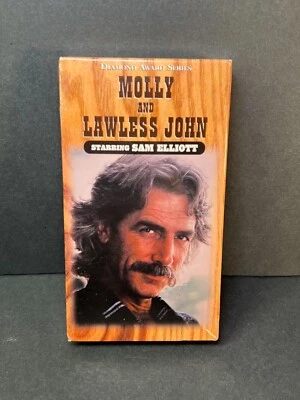 DIAMOND AWARD SERIES
MOLLY
AND
LAWLESS JOHN
STARRING SAM ELLIOTT